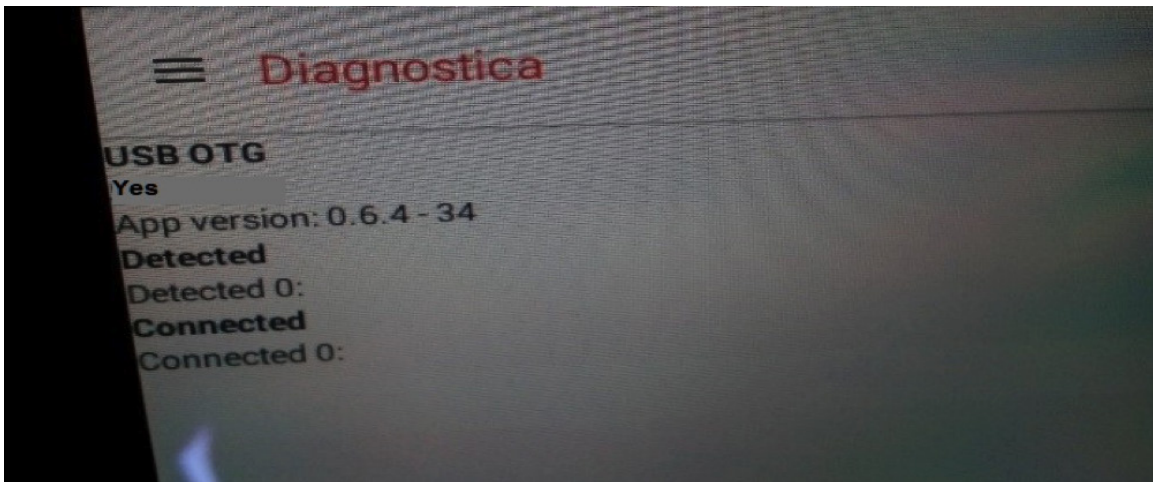 Diagnostica
USB OTG
Yes
App version: 0.6.4 - 34
Detected
Detected 0:
Connected
Connected 0: